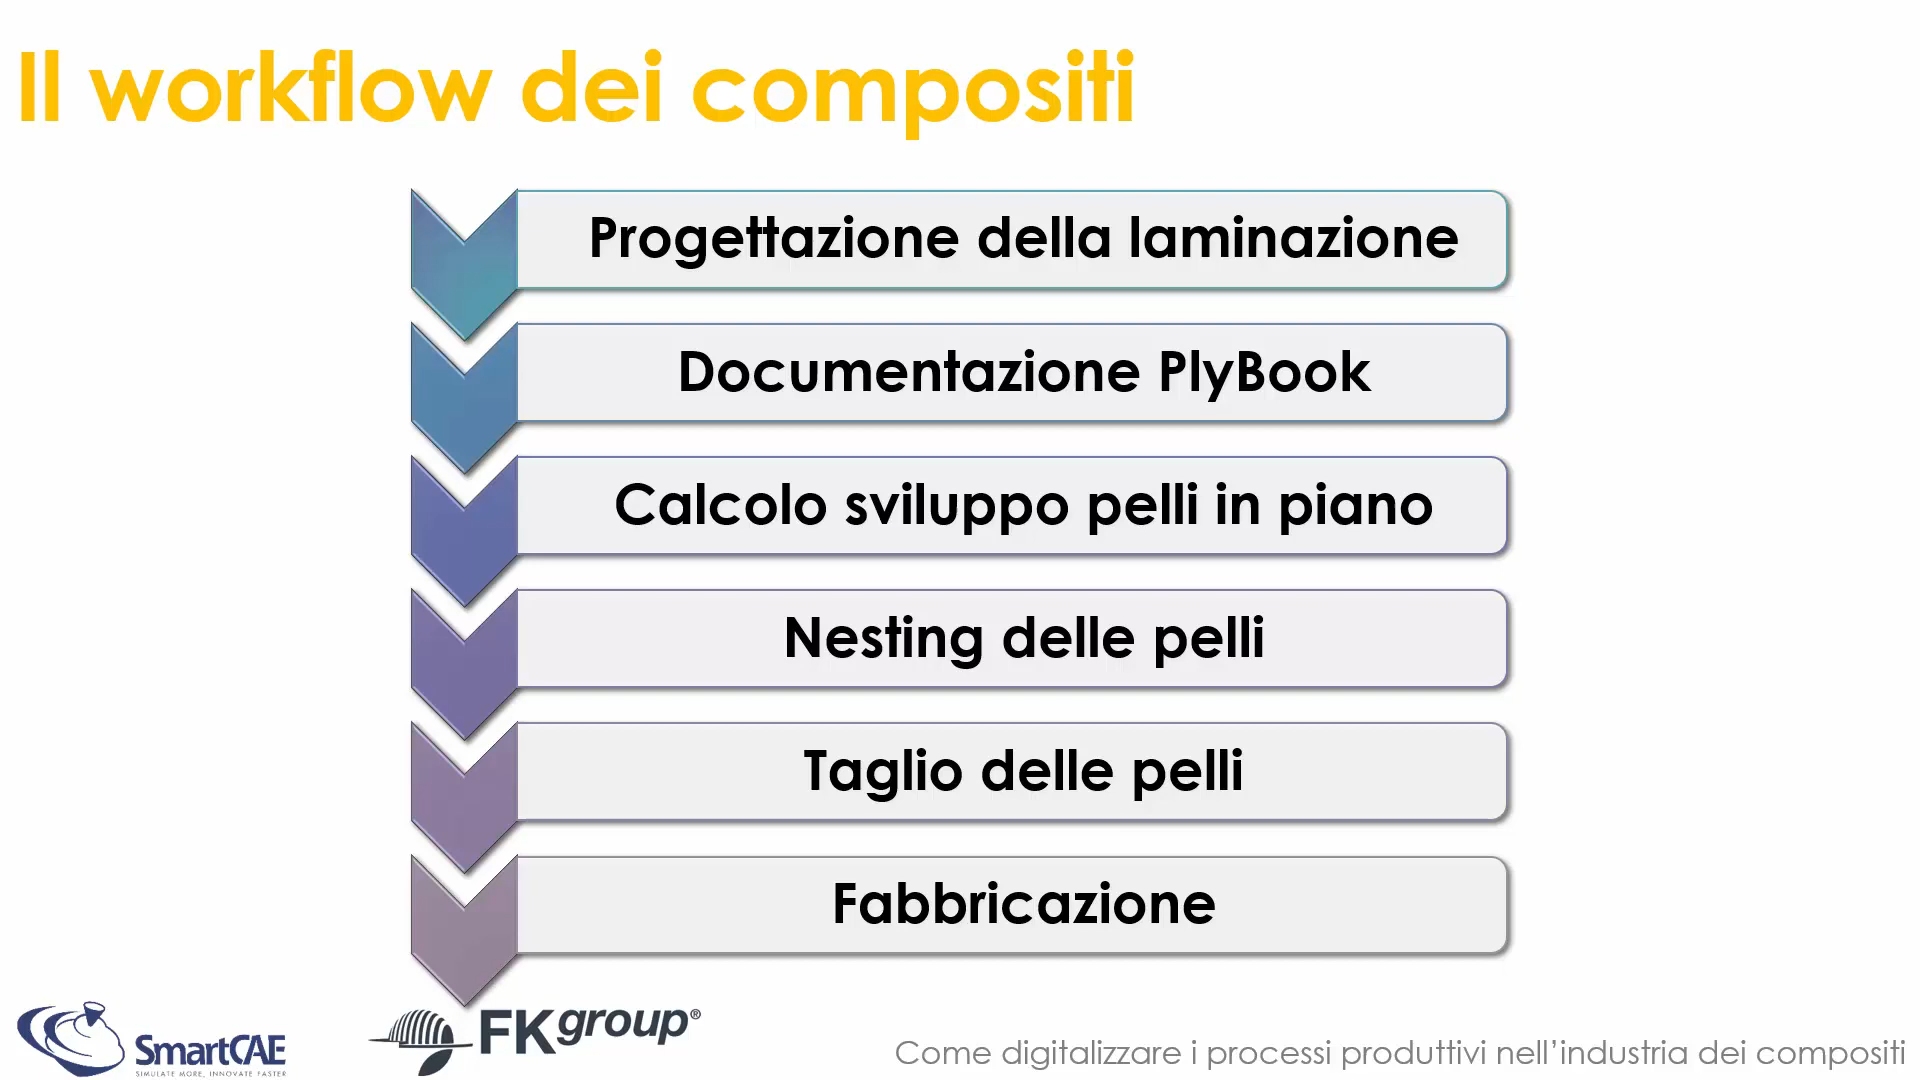 Il workflow dei compositi
Progettazione della laminazione
Documentazione PlyBook
Calcolo sviluppo pelli in piano
Nesting delle pelli
Taglio delle pelli
Fabbricazione
SmartCAE
SIMULATE MORE, INNOVATE FASTER
FKgroup®
Come digitalizzare i processi produttivi nell'industria dei compositi